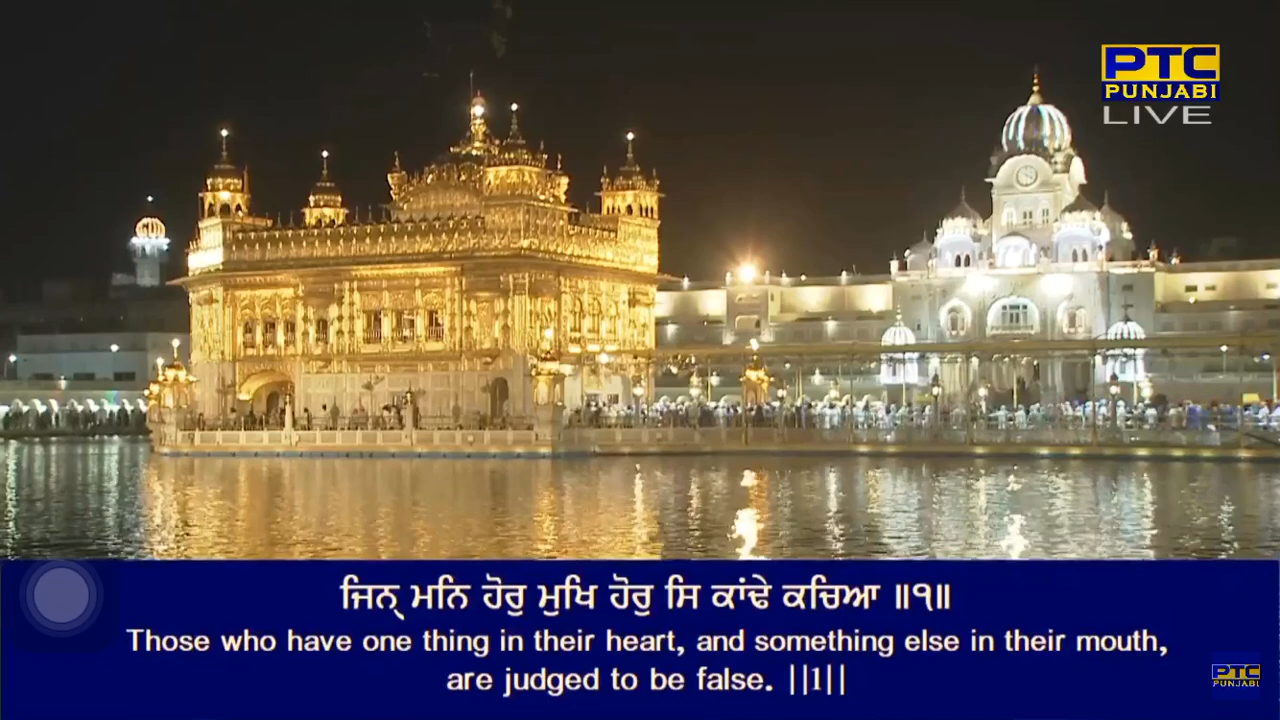 PTC
PUNJABI
LIVE
ਜਿਨ੍ ਮਨਿ ਹੋਰੁ ਮੁਖਿ ਹੋਰੁ ਸਿ ਕਾਂਢੇ ਕਚਿਆ ॥੧॥
Those who have one thing in their heart, and something else in their mouth,
are judged to be false. ||1||
PTC
PUNJABI